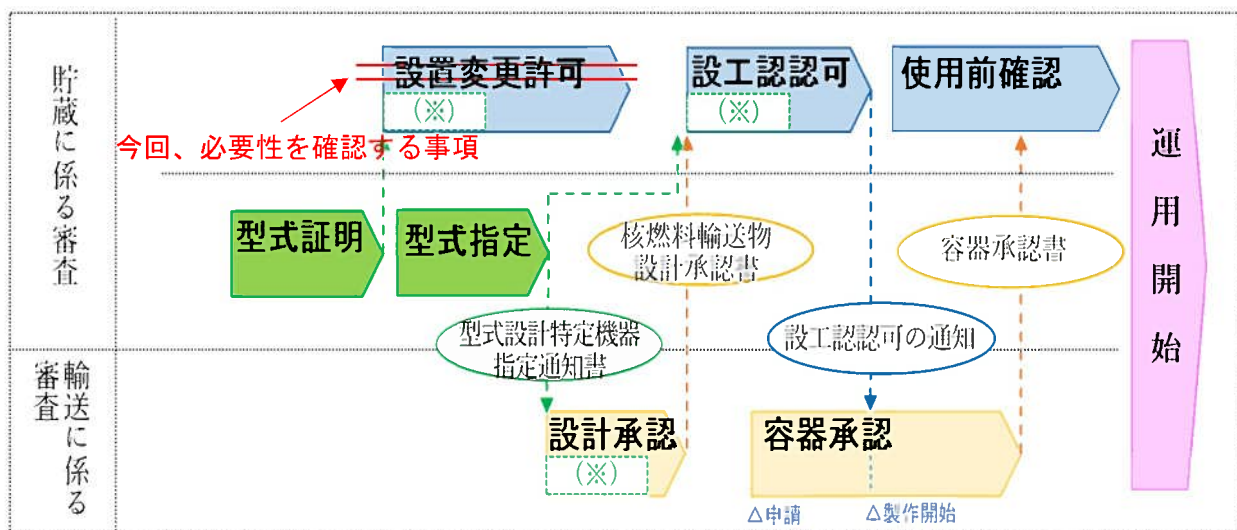 貯蔵に係る審査
設置変更許可
(※)
設工認認可
(※)
使用前確認
今回、必要性を確認する事項
型式証明
型式指定
核燃料輸送物
設計承認書
容器承認書
型式設計特定機器
指定通知書
設工認認可の通知
輸送に係る
審査
設計承認
(※)
容器承認
△申請
△製作開始
運用開始